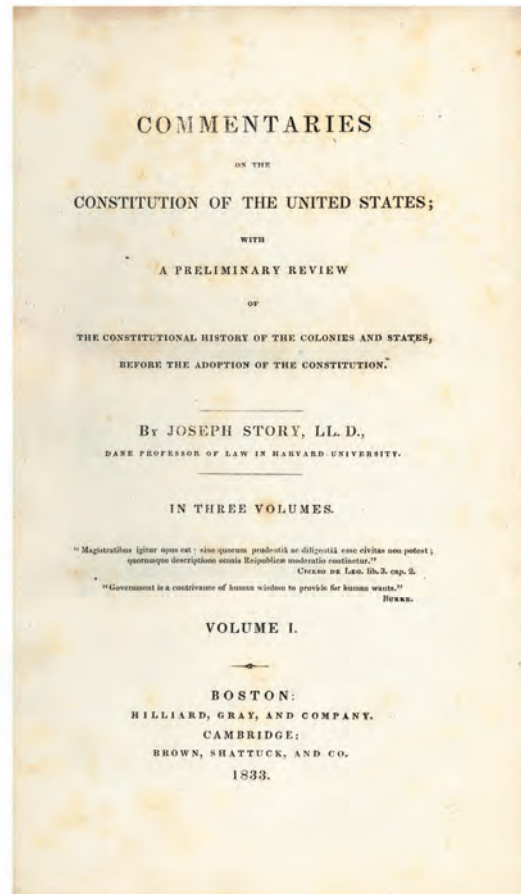 COMMENTARIES
ON THE
CONSTITUTION OF THE UNITED STATES;
WITH
A PRELIMINARY REVIEW
OF
THE CONSTITUTIONAL HISTORY OF THE COLONIES AND STATES,
BEFORE THE ADOPTION OF THE CONSTITUTION.
BY JOSEPH STORY, LL. D.,
DANE PROFESSOR OF LAW IN HARVARD UNIVERSITY.
IN THREE VOLUMES.
"Magistratibus igitur opus est; sine quorum prudentiâ ac diligentiâ esse civitas non potest;
quorumque descriptione omnis Reipublicæ moderatio continetur."
CICERO DE LEG. lib. 3. cap. 2.
"Government is a contrivance of human wisdom to provide for human wants."
BURKE.
VOLUME I.
BOSTON:
HILLIARD, GRAY, AND COMPANY.
CAMBRIDGE:
BROWN, SHATTUCK, AND CO.
1833.